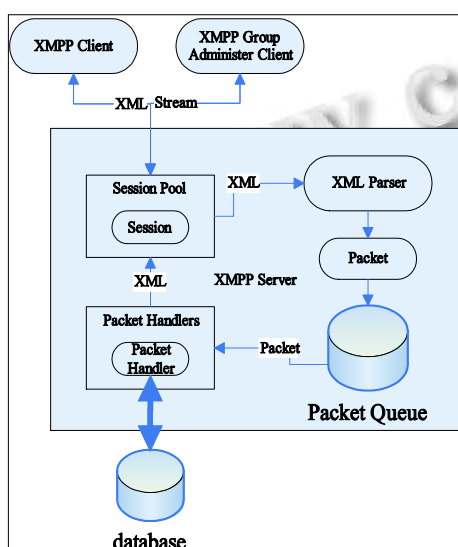 XMPP Client
XMPP Group
Administer Client
XML Stream
Session Pool
XML
XML Parser
Session
Packet
XML
XMPP Server
Packet Handlers
Packet
Handler
Packet
Packet Queue
database